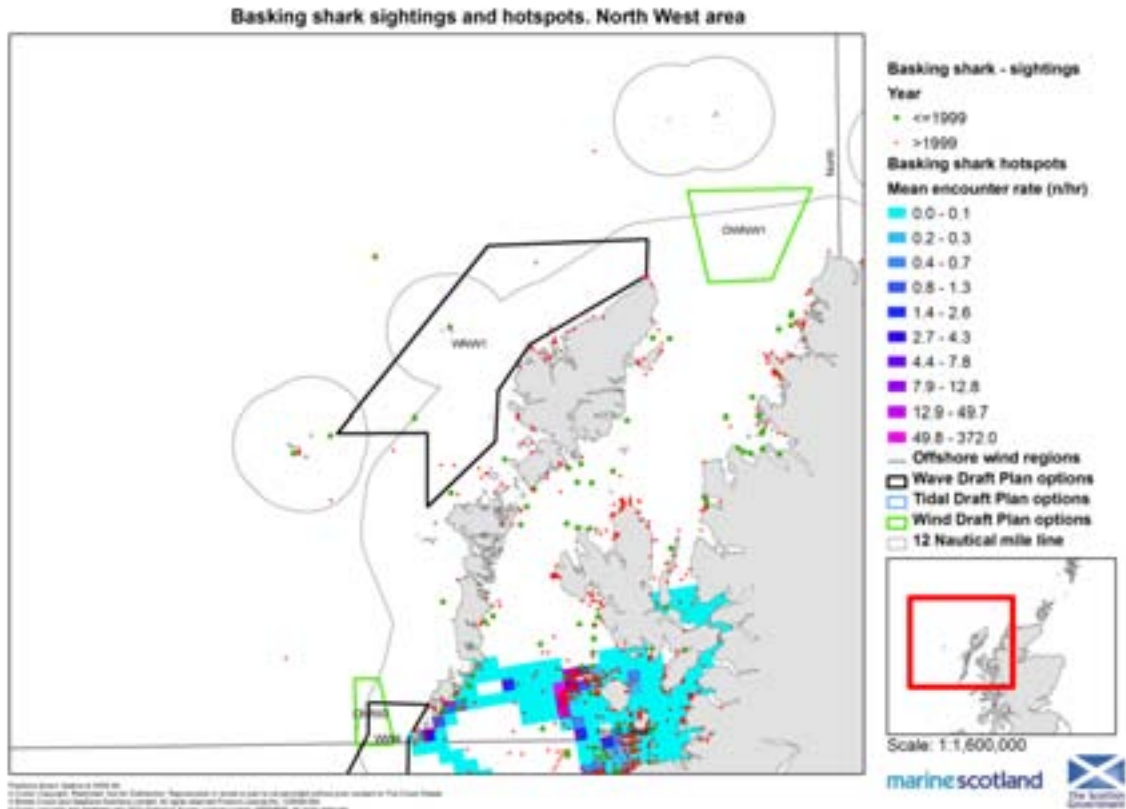 Basking shark sightings and hotspots. North West area
Basking shark - sightings
Year
<=1999
>1999
Basking shark hotspots
Mean encounter rate (n/hr)
0.0 - 0.1
0.2 - 0.3
0.4 - 0.7
0.8 - 1.3
1.4 - 2.6
2.7 - 4.3
4.4 - 7.8
7.9 - 12.8
12.9 - 49.7
49.8 - 372.0
Offshore wind regions
Wave Draft Plan options
Tidal Draft Plan options
Wind Draft Plan options
12 Nautical mile line
North
OWNW1
WNW1
Scale: 1:1,600,000
marinescotland
The Scottish
Government